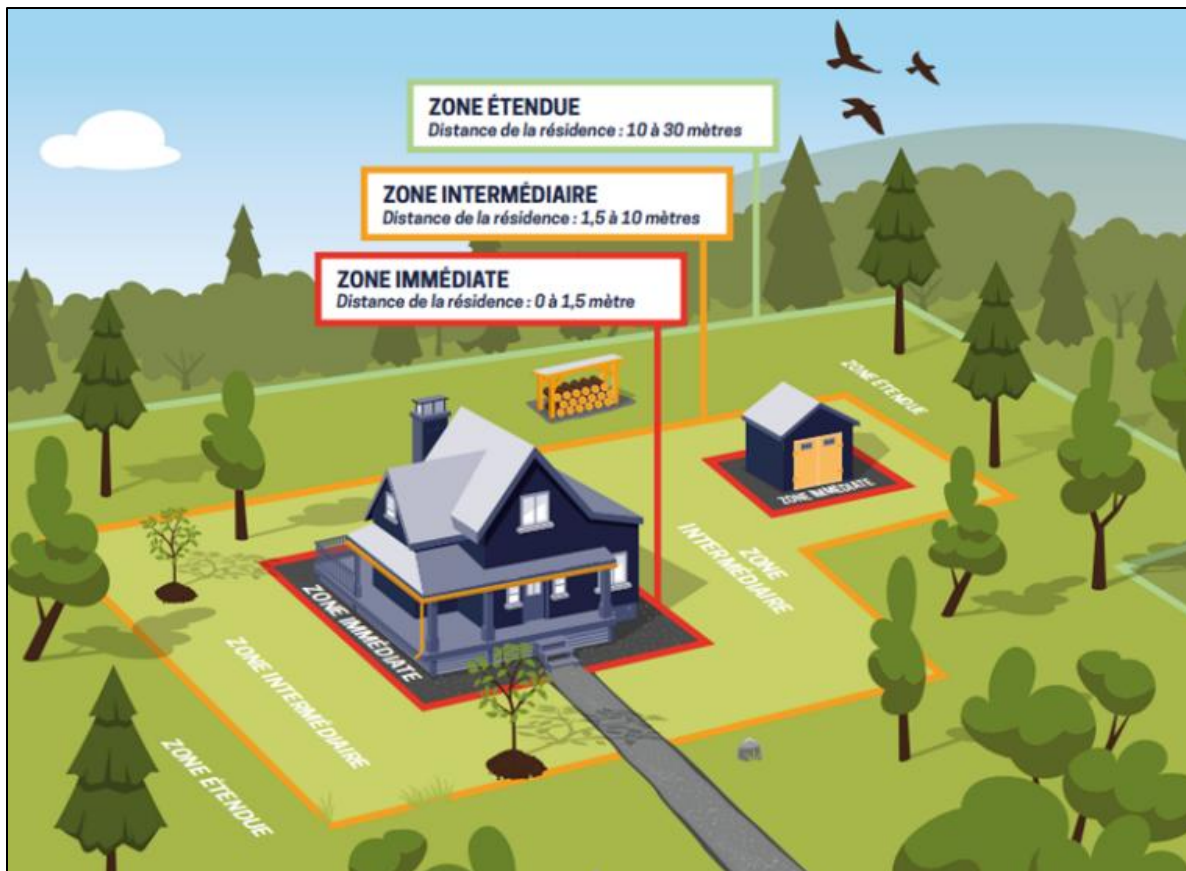 ZONE ÉTENDUE
Distance de la résidence : 10 à 30 mètres
ZONE INTERMÉDIAIRE
Distance de la résidence : 1,5 à 10 mètres
ZONE IMMÉDIATE
Distance de la résidence : 0 à 1,5 mètre
ZONE ÉTENDUE
ZONE IMMÉDIATE
ZONE
INTERMÉDIAIRE
ZONE IMMÉDIATE
ZONE INTERMÉDIAIRE
ZONE ÉTENDUE